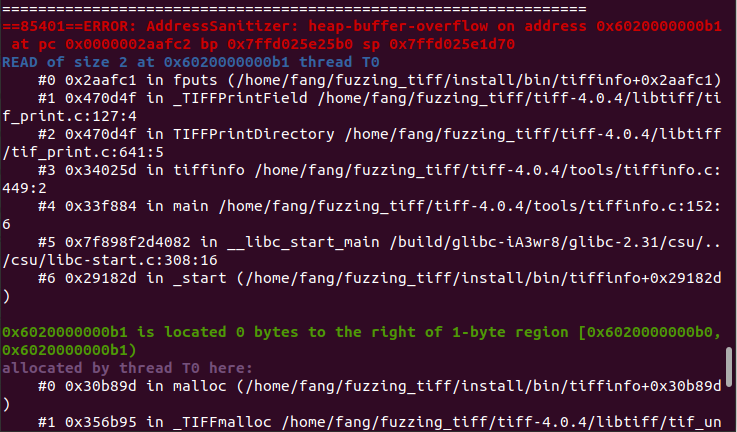 =================================================================
==85401==ERROR: AddressSanitizer: heap-buffer-overflow on address 0x6020000000b1
 at pc 0x0000002aafc2 bp 0x7ffd025e25b0 sp 0x7ffd025e1d70
READ of size 2 at 0x6020000000b1 thread T0
    #0 0x2aafc1 in fputs (/home/fang/fuzzing_tiff/install/bin/tiffinfo+0x2aafc1)
    #1 0x470d4f in _TIFFPrintField /home/fang/fuzzing_tiff/tiff-4.0.4/libtiff/ti
f_print.c:127:4
    #2 0x470d4f in TIFFPrintDirectory /home/fang/fuzzing_tiff/tiff-4.0.4/libtiff
/tif_print.c:641:5
    #3 0x34025d in tiffinfo /home/fang/fuzzing_tiff/tiff-4.0.4/tools/tiffinfo.c:
449:2
    #4 0x33f884 in main /home/fang/fuzzing_tiff/tiff-4.0.4/tools/tiffinfo.c:152:
6
    #5 0x7f898f2d4082 in __libc_start_main /build/glibc-iA3wr8/glibc-2.31/csu/..
/csu/libc-start.c:308:16
    #6 0x29182d in _start (/home/fang/fuzzing_tiff/install/bin/tiffinfo+0x29182d
)
0x6020000000b1 is located 0 bytes to the right of 1-byte region [0x6020000000b0,
0x6020000000b1)
allocated by thread T0 here:
    #0 0x30b89d in malloc (/home/fang/fuzzing_tiff/install/bin/tiffinfo+0x30b89d
)
    #1 0x356b95 in _TIFFmalloc /home/fang/fuzzing_tiff/tiff-4.0.4/libtiff/tif_un